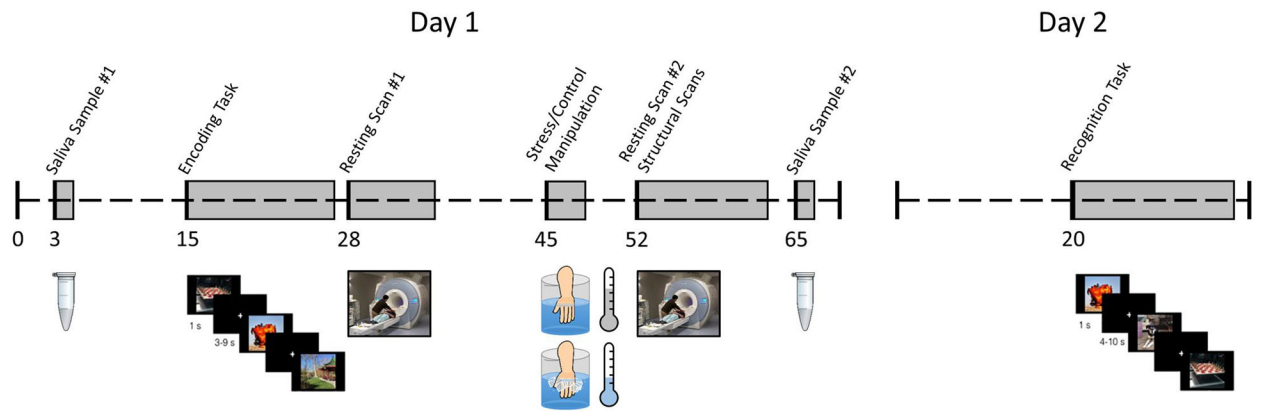 Day 1
Day 2
Saliva Sample #1
Encoding Task
Resting Scan #1
Stress/Control
Manipulation
Resting Scan #2
Structural Scans
Saliva Sample #2
Recognition Task
0
3
15
28
45
52
65
20
1 s
3-9 s
1 s
4-10 s